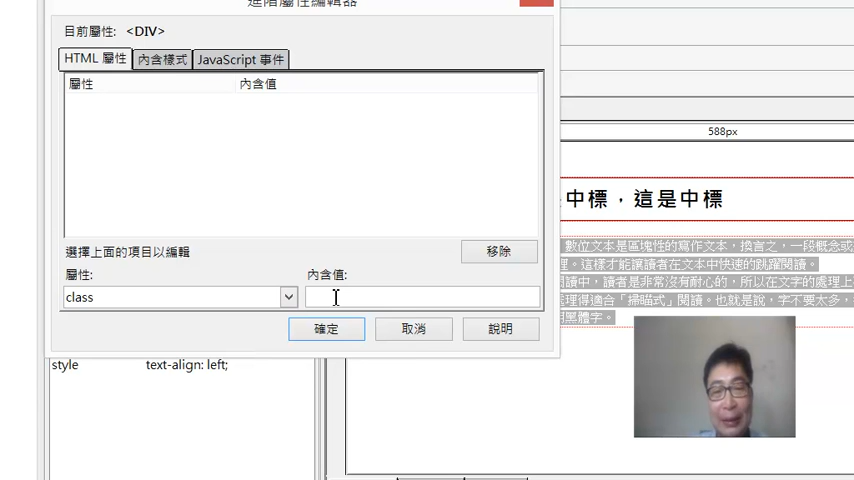 進階屬性編輯器
目前屬性: <DIV>
HTML 屬性 內含樣式 JavaScript 事件
屬性 內含值
588px
中標，這是中標
數位文本是區塊性的寫作文本，換言之，一段概念或
。這樣才能讓讀者在文本中快速的跳躍閱讀。
選擇上面的項目以編輯 移除
屬性: 內含值:
閱讀中，讀者是非常沒有耐心的，所以在文字的處理上
class
處理得適合「掃瞄式」閱讀。也就是說，字不要太多，
黑體字。
確定 取消 說明
style text-align: left;